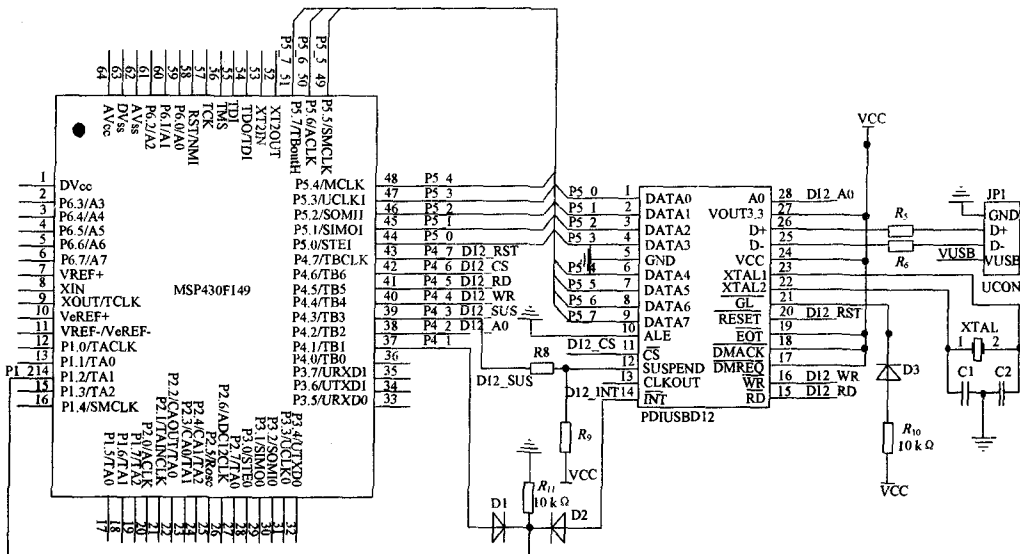 P5_7 51
P5_6 50
P5_5 49
64
63
62
61
60
59
58
57
56
55
54
53
52
AVcc
DVss
AVss
P6.2/A2
P6.1/A1
P6.0/A0
RST/NMI
TCK
TMS
TDI
TDO/TDI
XT2IN
XT2OUT
P5.7/TBoutH
P5.6/ACLK
P5.5/SMCLK
1 DVcc
2 P6.3/A3
3 P6.4/A4
4 P6.5/A5
5 P6.6/A6
6 P6.7/A7
7 VREF+
8 XIN
9 XOUT/TCLK
10 VeREF+
11 VREF-/VeREF-
12 P1.0/TACLK
13 P1.1/TA0
P1_2 14 P1.2/TA1
15 P1.3/TA2
16 P1.4/SMCLK
MSP430F149
P5.4/MCLK 48 P5_4
P5.3/UCLK1 47 P5_3
P5.2/SOMI1 46 P5_2
P5.1/SIMO1 45 P5_1
P5.0/STE1 44 P5_0
P4.7/TBCLK 43 P4_7 D12_RST
P4.6/TB6 42 P4_6 D12_CS
P4.5/TB5 41 P4_5 D12_RD
P4.4/TB4 40 P4_4 D12_WR
P4.3/TB3 39 P4_3 D12_SUS
P4.2/TB2 38 P4_2 D12_A0
P4.1/TB1 37 P4_1
P4.0/TB0 36
P3.7/URXD1 35
P3.6/UTXD1 34
P3.5/URXD0 33
P1.5/TA0
P1.6/TA1
P1.7/TA2
P2.0/ACLK
P2.1/TAINCLK
P2.2/CAOUT/TA0
P2.3/CA0/TA1
P2.4/CA1/TA2
P2.5/Rosc
P2.6/ADC12CLK
P2.7/TA0
P3.0/STE0
P3.1/SIMO0
P3.2/SOMI0
P3.3/UCLK0
P3.4/UTXD0
17
18
19
20
21
22
23
24
25
26
27
28
29
30
31
32
P5_0 1 DATA0
P5_1 2 DATA1
P5_2 3 DATA2
P5_3 4 DATA3
5 GND
P5_4 6 DATA4
P5_5 7 DATA5
P5_6 8 DATA6
P5_7 9 DATA7
10 ALE
D12_CS 11 CS
12 SUSPEND
13 CLKOUT
D12_INT 14 INT
PDIUSBD12
A0 28 D12_A0
VOUT3.3 27
D+ 26
D- 25
VCC 24
XTAL1 23
XTAL2 22
GL 21
RESET 20 D12_RST
EOT 19
DMACK 18
DMREQ 17
WR 16 D12_WR
RD 15 D12_RD
D12_SUS
R8
R9
VCC
R11
10kΩ
D1
D2
VCC
R5
R6
VUSB
JP1
GND
D+
D-
VUSB
UCON
XTAL
1 2
C1
C2
D3
R10
10kΩ
VCC